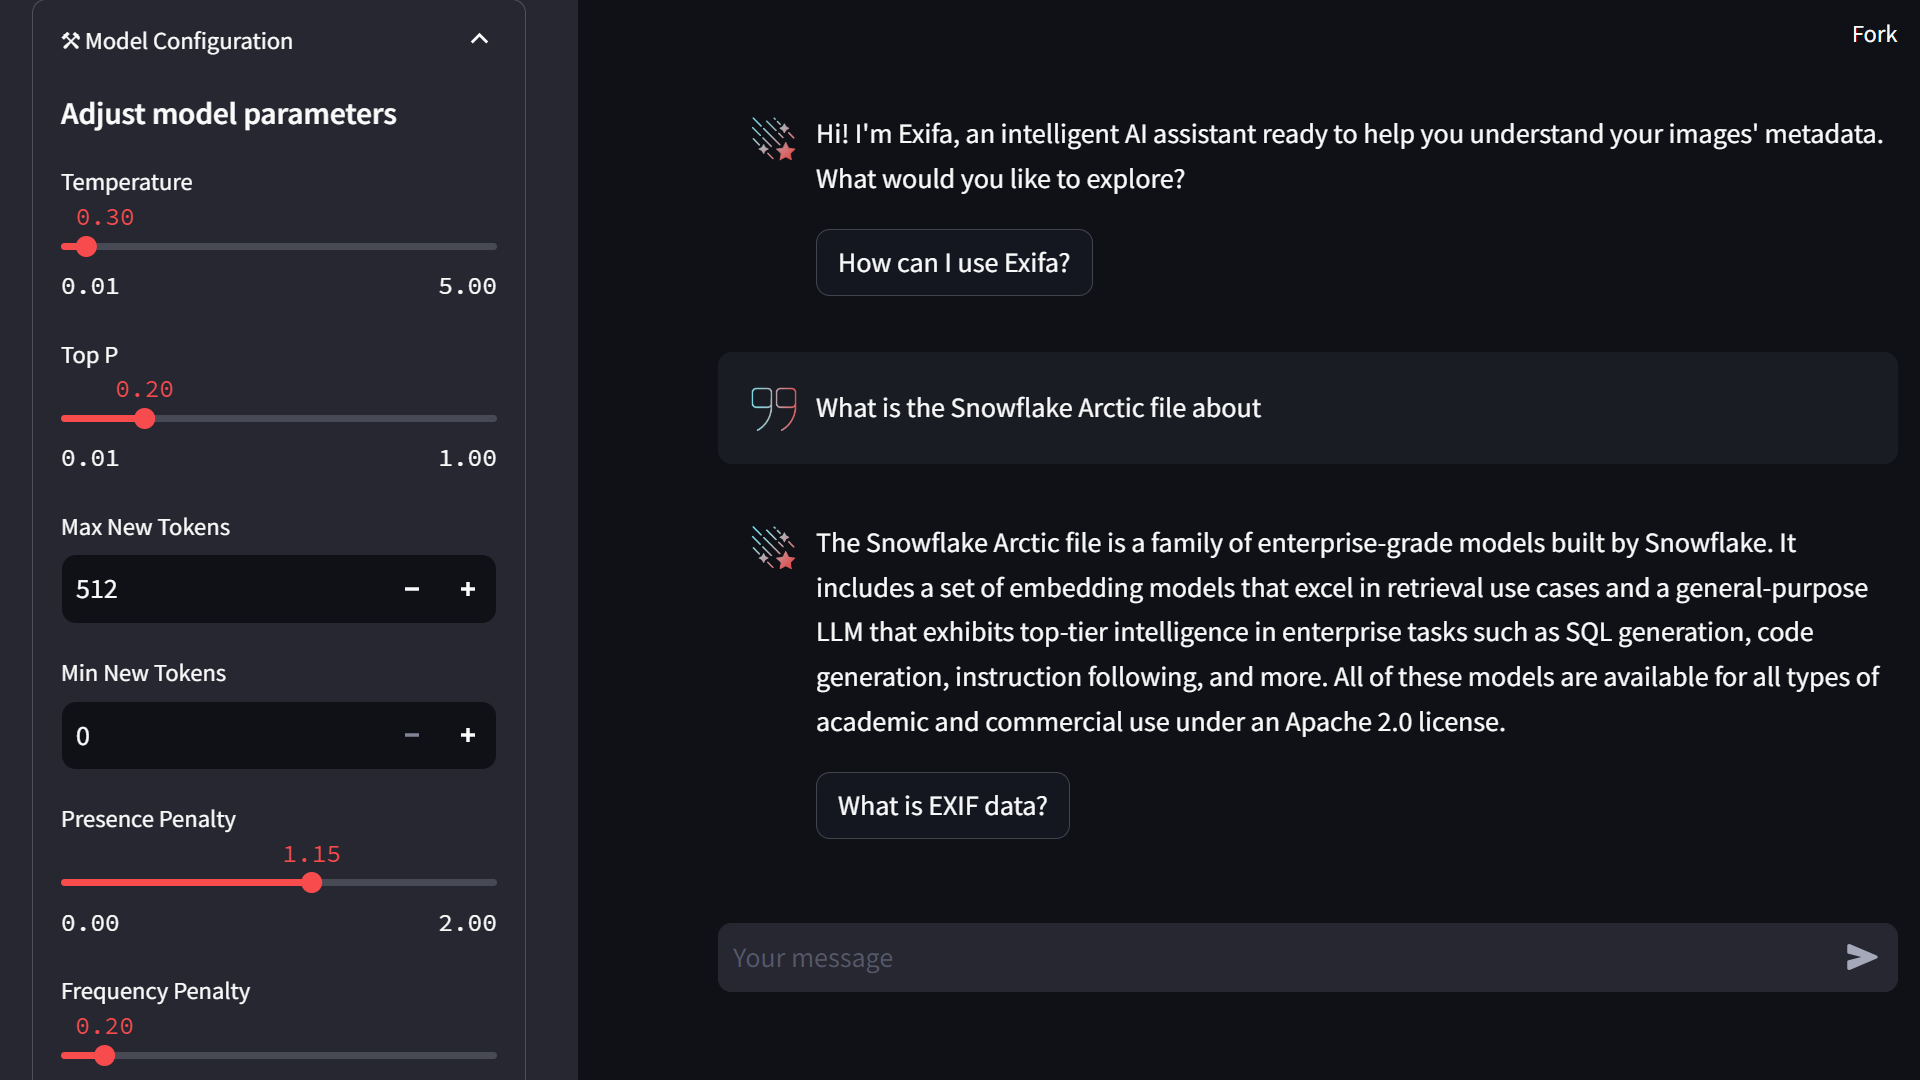 Model Configuration
Adjust model parameters
Temperature
0.30
0.01 5.00
Top P
0.20
0.01 1.00
Max New Tokens
512
Min New Tokens
0
Presence Penalty
1.15
0.00 2.00
Frequency Penalty
0.20
Fork
Hi! I'm Exifa, an intelligent AI assistant ready to help you understand your images' metadata.
What would you like to explore?
How can I use Exifa?
What is the Snowflake Arctic file about
The Snowflake Arctic file is a family of enterprise-grade models built by Snowflake. It
includes a set of embedding models that excel in retrieval use cases and a general-purpose
LLM that exhibits top-tier intelligence in enterprise tasks such as SQL generation, code
generation, instruction following, and more. All of these models are available for all types of
academic and commercial use under an Apache 2.0 license.
What is EXIF data?
Your message